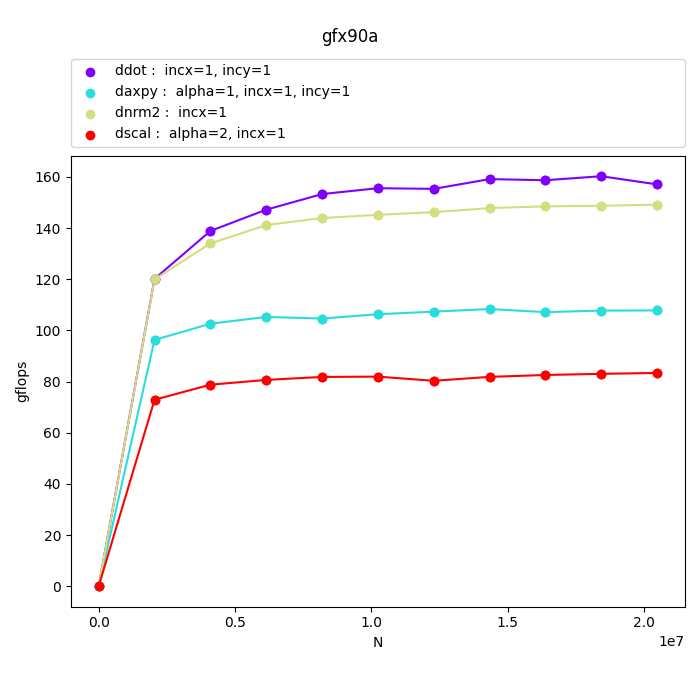 gfx90a
ddot :  incx=1, incy=1
daxpy :  alpha=1, incx=1, incy=1
dnrm2 :  incx=1
dscal :  alpha=2, incx=1
160
140
120
100
80
60
40
20
0
gflops
0.0 0.5 1.0 1.5 2.0
1e7
N